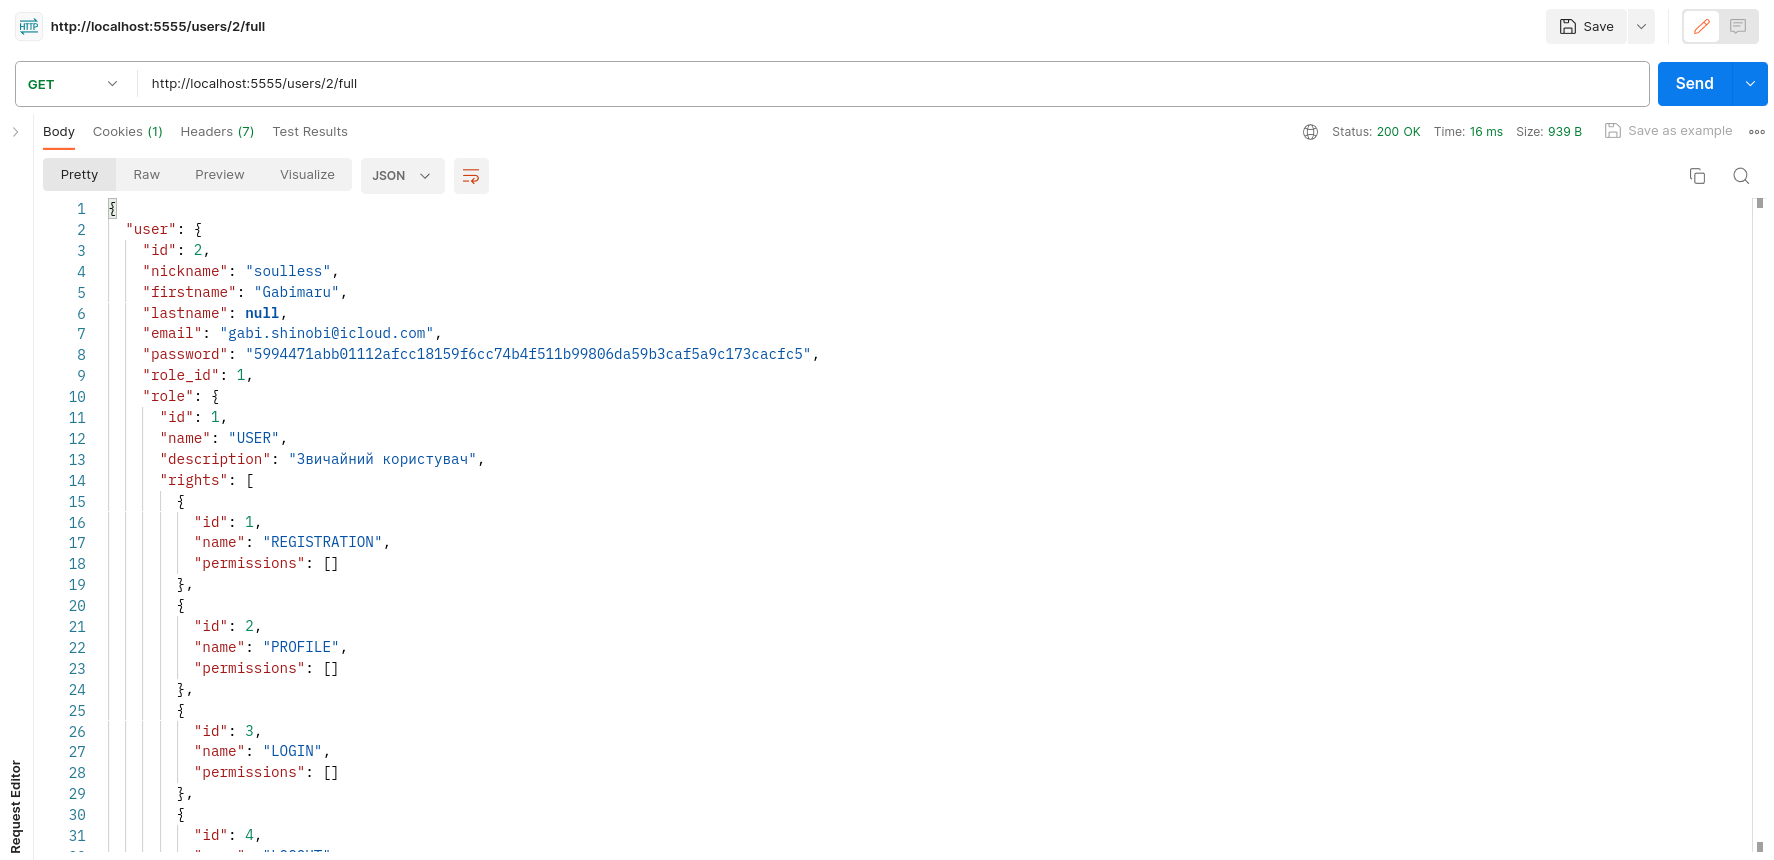 HTTP http://localhost:5555/users/2/full Save
GET http://localhost:5555/users/2/full Send
Body Cookies (1) Headers (7) Test Results Status: 200 OK Time: 16 ms Size: 939 B Save as example
Pretty Raw Preview Visualize JSON
1 {
2 "user": {
3 "id": 2,
4 "nickname": "soulless",
5 "firstname": "Gabimaru",
6 "lastname": null,
7 "email": "gabi.shinobi@icloud.com",
8 "password": "5994471abb01112afcc18159f6cc74b4f511b99806da59b3caf5a9c173cacfc5",
9 "role_id": 1,
10 "role": {
11 "id": 1,
12 "name": "USER",
13 "description": "Звичайний користувач",
14 "rights": [
15 {
16 "id": 1,
17 "name": "REGISTRATION",
18 "permissions": []
19 },
20 {
21 "id": 2,
22 "name": "PROFILE",
23 "permissions": []
24 },
25 {
26 "id": 3,
27 "name": "LOGIN",
28 "permissions": []
29 },
30 {
31 "id": 4,
Request Editor